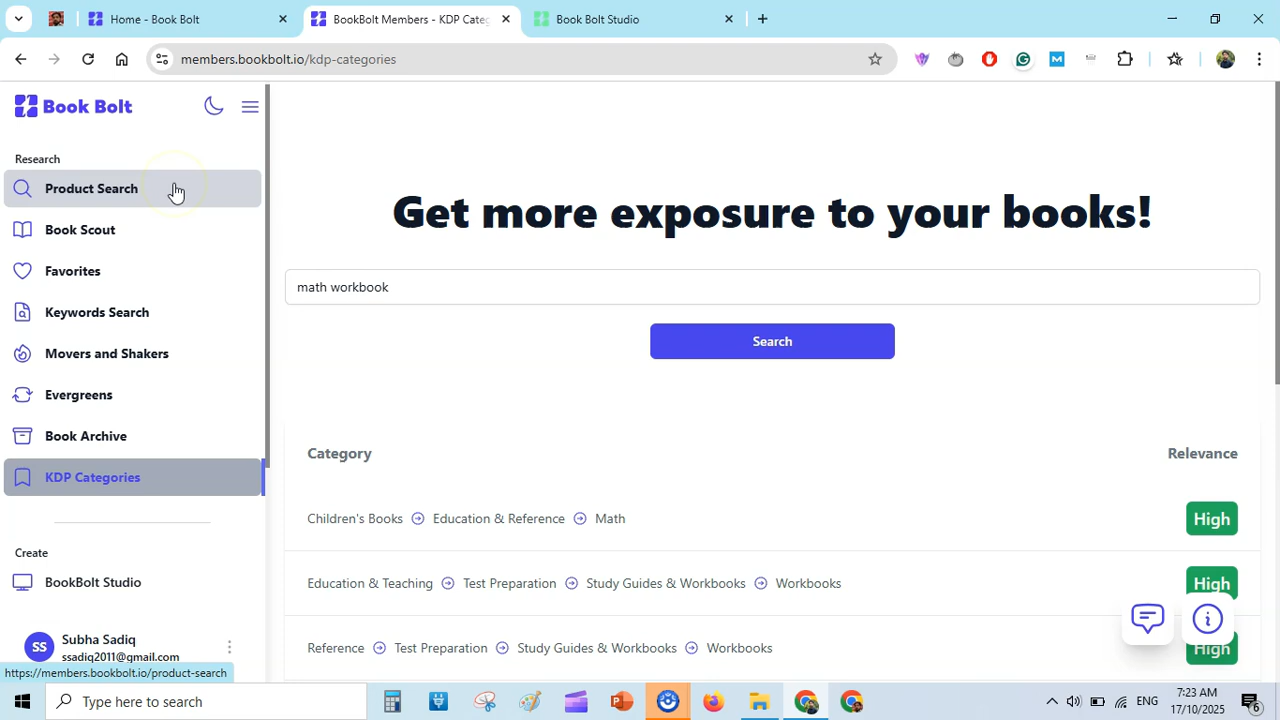 Home - Book Bolt
BookBolt Members - KDP Categ
Book Bolt Studio
members.bookbolt.io/kdp-categories
Book Bolt
Research
Product Search
Book Scout
Favorites
Keywords Search
Movers and Shakers
Evergreens
Book Archive
KDP Categories
Create
BookBolt Studio
SS
Subha Sadiq
ssadiq2011@gmail.com
https://members.bookbolt.io/product-search
Get more exposure to your books!
math workbook
Search
Category Relevance
Children's Books Education & Reference Math High
Education & Teaching Test Preparation Study Guides & Workbooks Workbooks High
Reference Test Preparation Study Guides & Workbooks Workbooks High
Type here to search
ENG
7:23 AM
17/10/2025
6